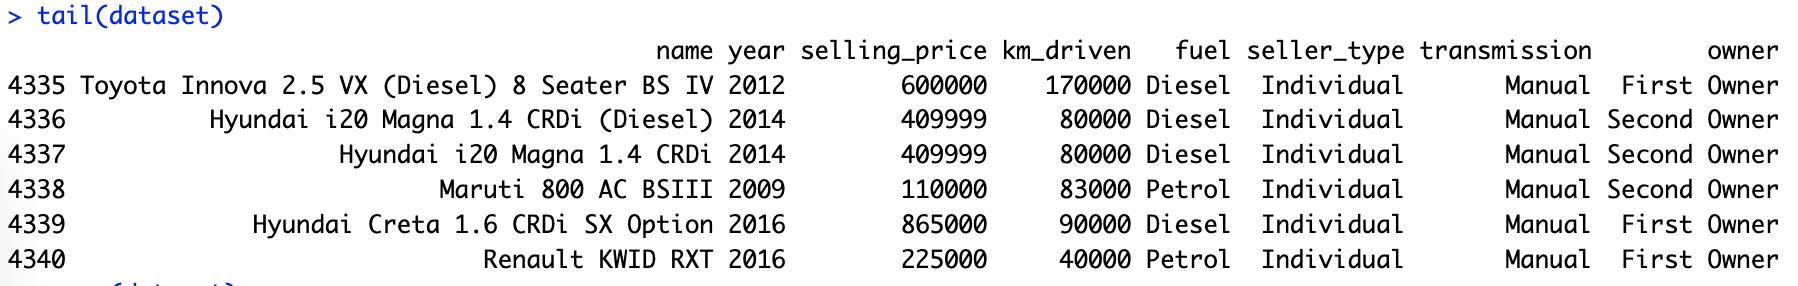 > tail(dataset)
name year selling_price km_driven fuel seller_type transmission owner
4335 Toyota Innova 2.5 VX (Diesel) 8 Seater BS IV 2012 600000 170000 Diesel Individual Manual First Owner
4336 Hyundai i20 Magna 1.4 CRDi (Diesel) 2014 409999 80000 Diesel Individual Manual Second Owner
4337 Hyundai i20 Magna 1.4 CRDi 2014 409999 80000 Diesel Individual Manual Second Owner
4338 Maruti 800 AC BSIII 2009 110000 83000 Petrol Individual Manual Second Owner
4339 Hyundai Creta 1.6 CRDi SX Option 2016 865000 90000 Diesel Individual Manual First Owner
4340 Renault KWID RXT 2016 225000 40000 Petrol Individual Manual First Owner